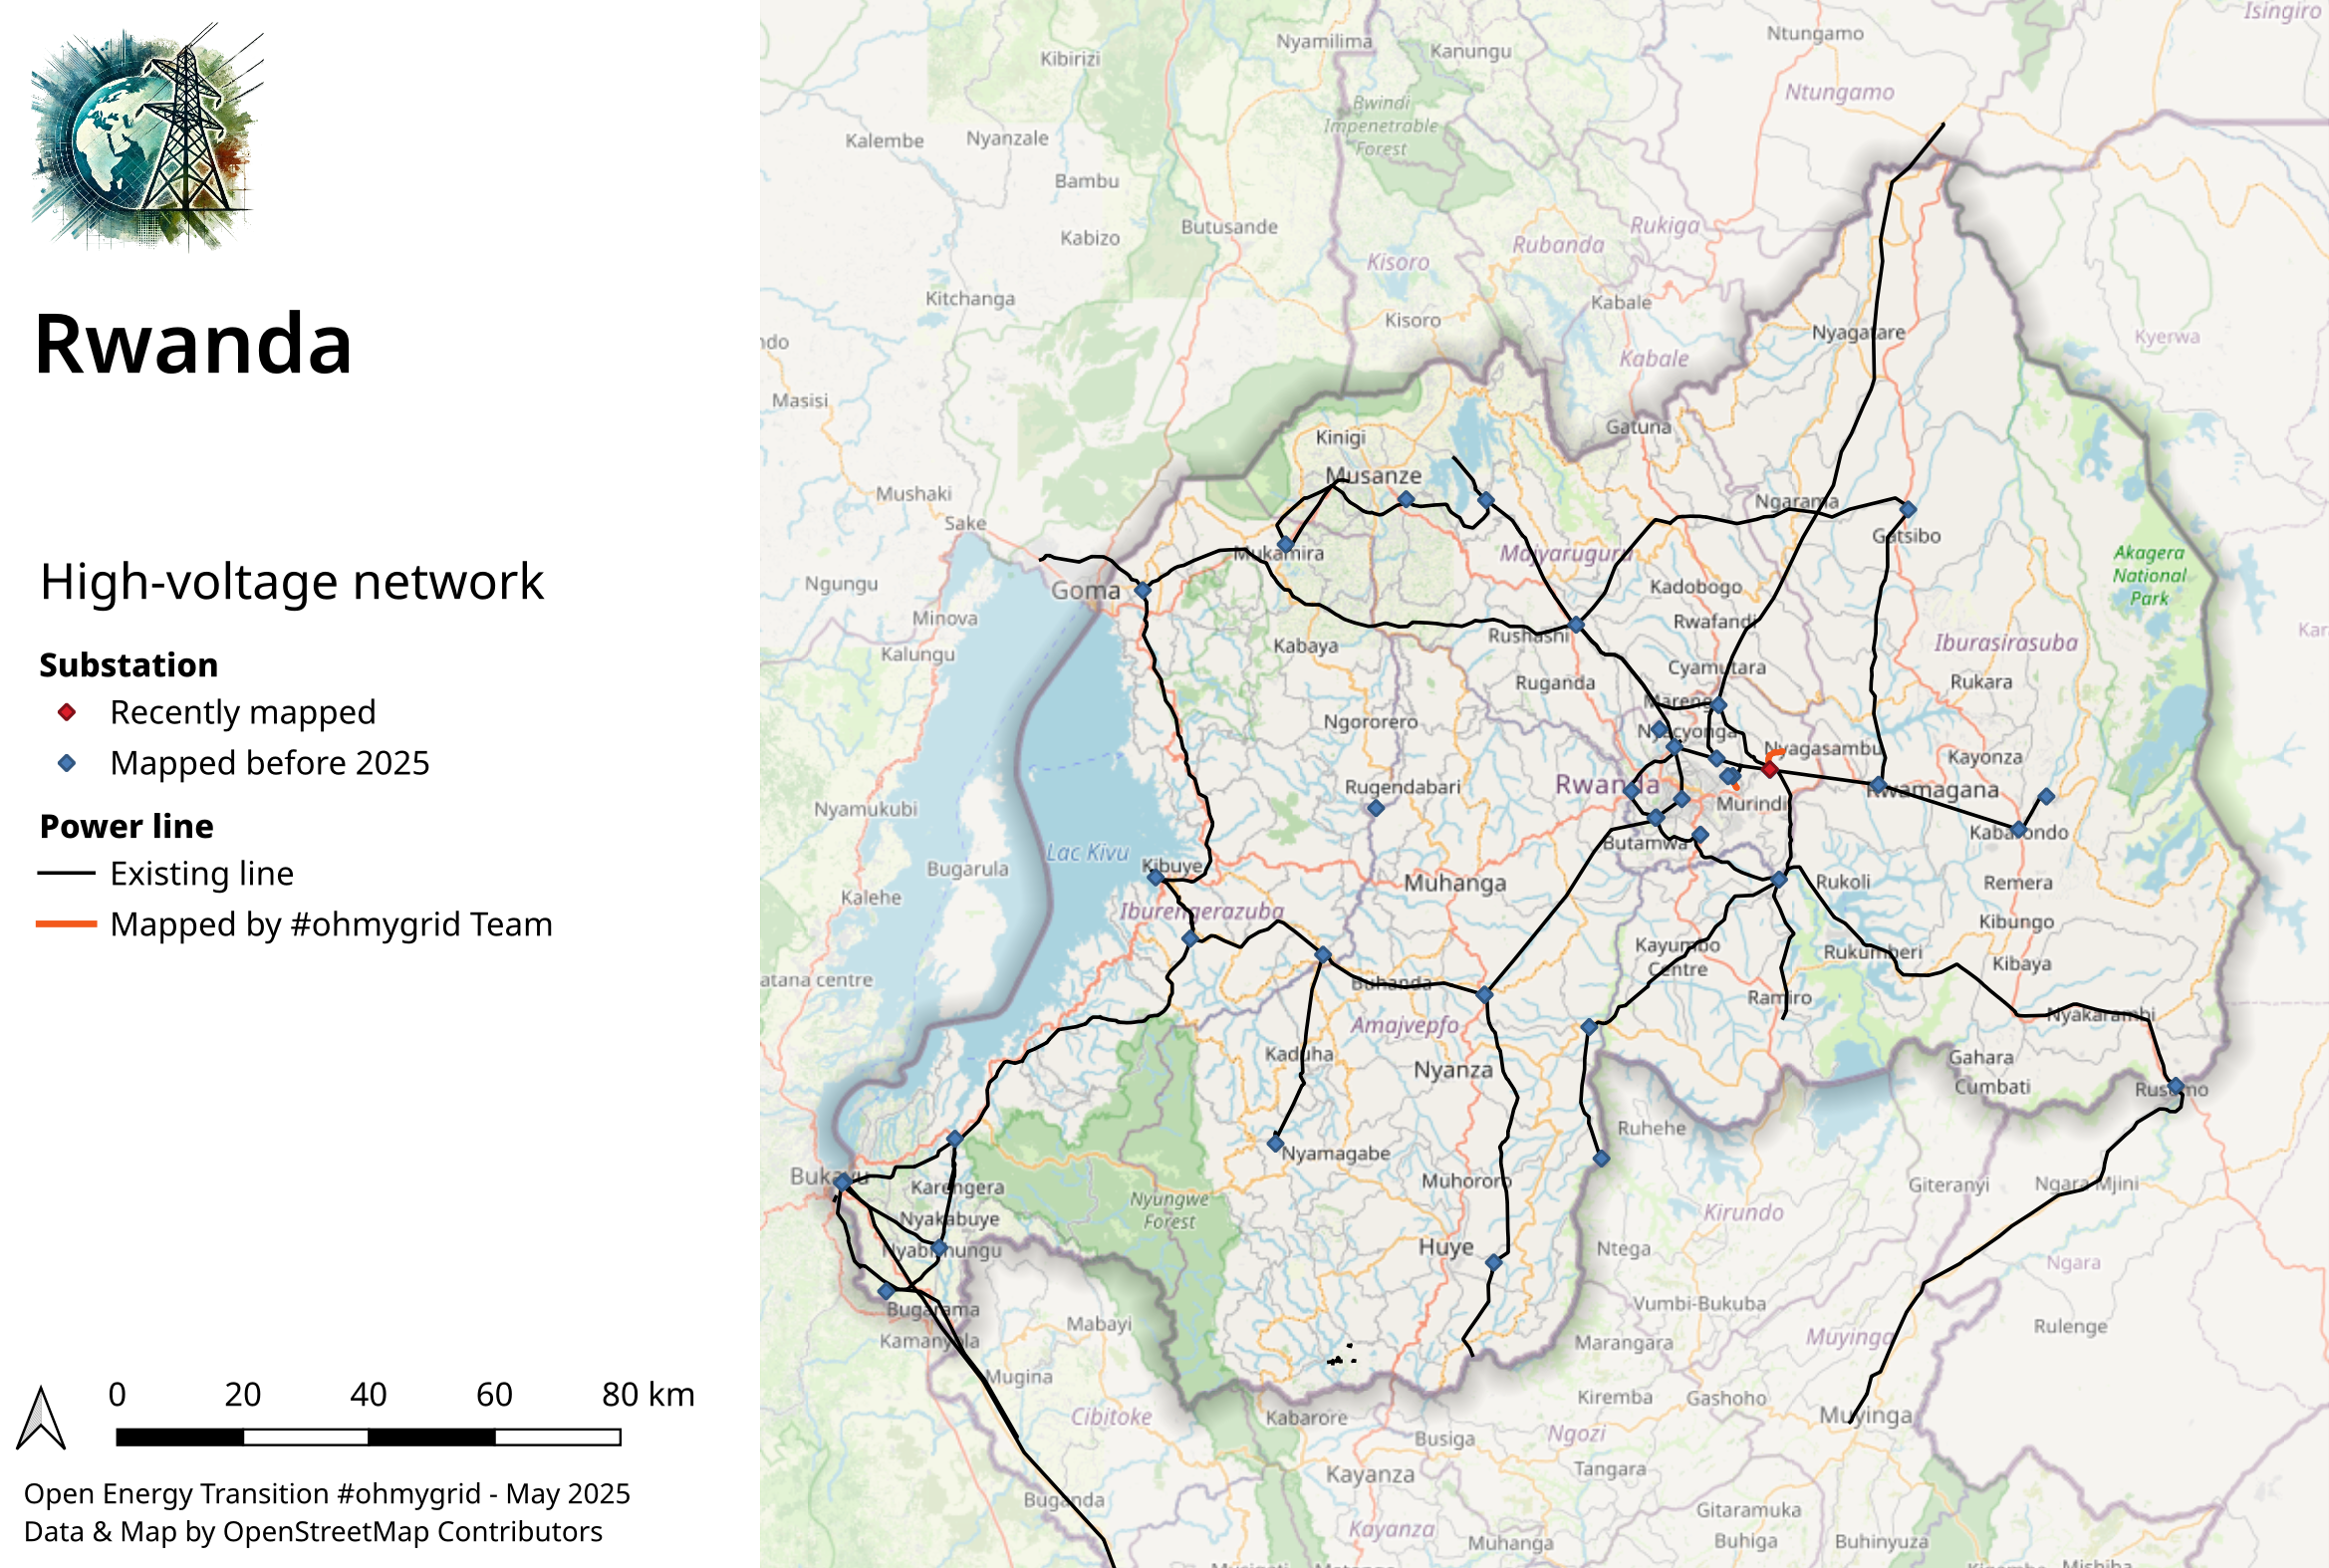 Rwanda
High-voltage network
Substation
Recently mapped
Mapped before 2025
Power line
Existing line
Mapped by #ohmygrid Team
0 20 40 60 80 km
Open Energy Transition #ohmygrid - May 2025
Data & Map by OpenStreetMap Contributors
Isingiro
Nyamilima
Kanungu
Ntungamo
Kibirizi
Ntungamo
Bwindi
Impenetrable
Forest
Kalembe
Nyanzale
Bambu
Butusande
Kabizo
Rukiga
Rubanda
Kisoro
Kitchanga
Kabale
Kisoro
Nyagatare
Kyerwa
ndo
Kabale
Masisi
Gatuna
Kinigi
Musanze
Mushaki
Ngarama
Sake
Gatsibo
Mukamira
Majyaruguru
Akagera
National
Park
Ngungu
Goma
Kadobogo
Minova
Rwafandi
Kar
Rushashi
Kabaya
Iburasirasuba
Kalungu
Cyamutara
Ruganda
Rukara
Ngororero
Nyagasambu
Kayonza
Rwanda
Rugendabari
Rwamagana
Nyamukubi
Murindi
Kabarondo
Butamwa
Lac Kivu
Kibuye
Bugarula
Muhanga
Rukoli
Remera
Kalehe
Iburengerazuba
Kibungo
Kayumbo
Centre
Rukumberi
Kibaya
atana centre
Buhanda
Ramiro
Nyakarambi
Amajyepfo
Kaduha
Nyanza
Gahara
Cumbati
Rusumo
Ruhehe
Nyamagabe
Bukavu
Karengera
Muhororo
Giteranyi
Ngara Mjini
Nyungwe
Forest
Nyakabuye
Kirundo
Huye
Ntega
Ngara
Bugarama
Vumbi-Bukuba
Mabayi
Kamanyola
Marangara
Muyinga
Rulenge
Mugina
Kiremba
Gashoho
Cibitoke
Kabarore
Muyinga
Busiga
Ngozi
Kayanza
Tangara
Buganda
Gitaramuka
Kayanza
Muhanga
Buhiga
Buhinyuza